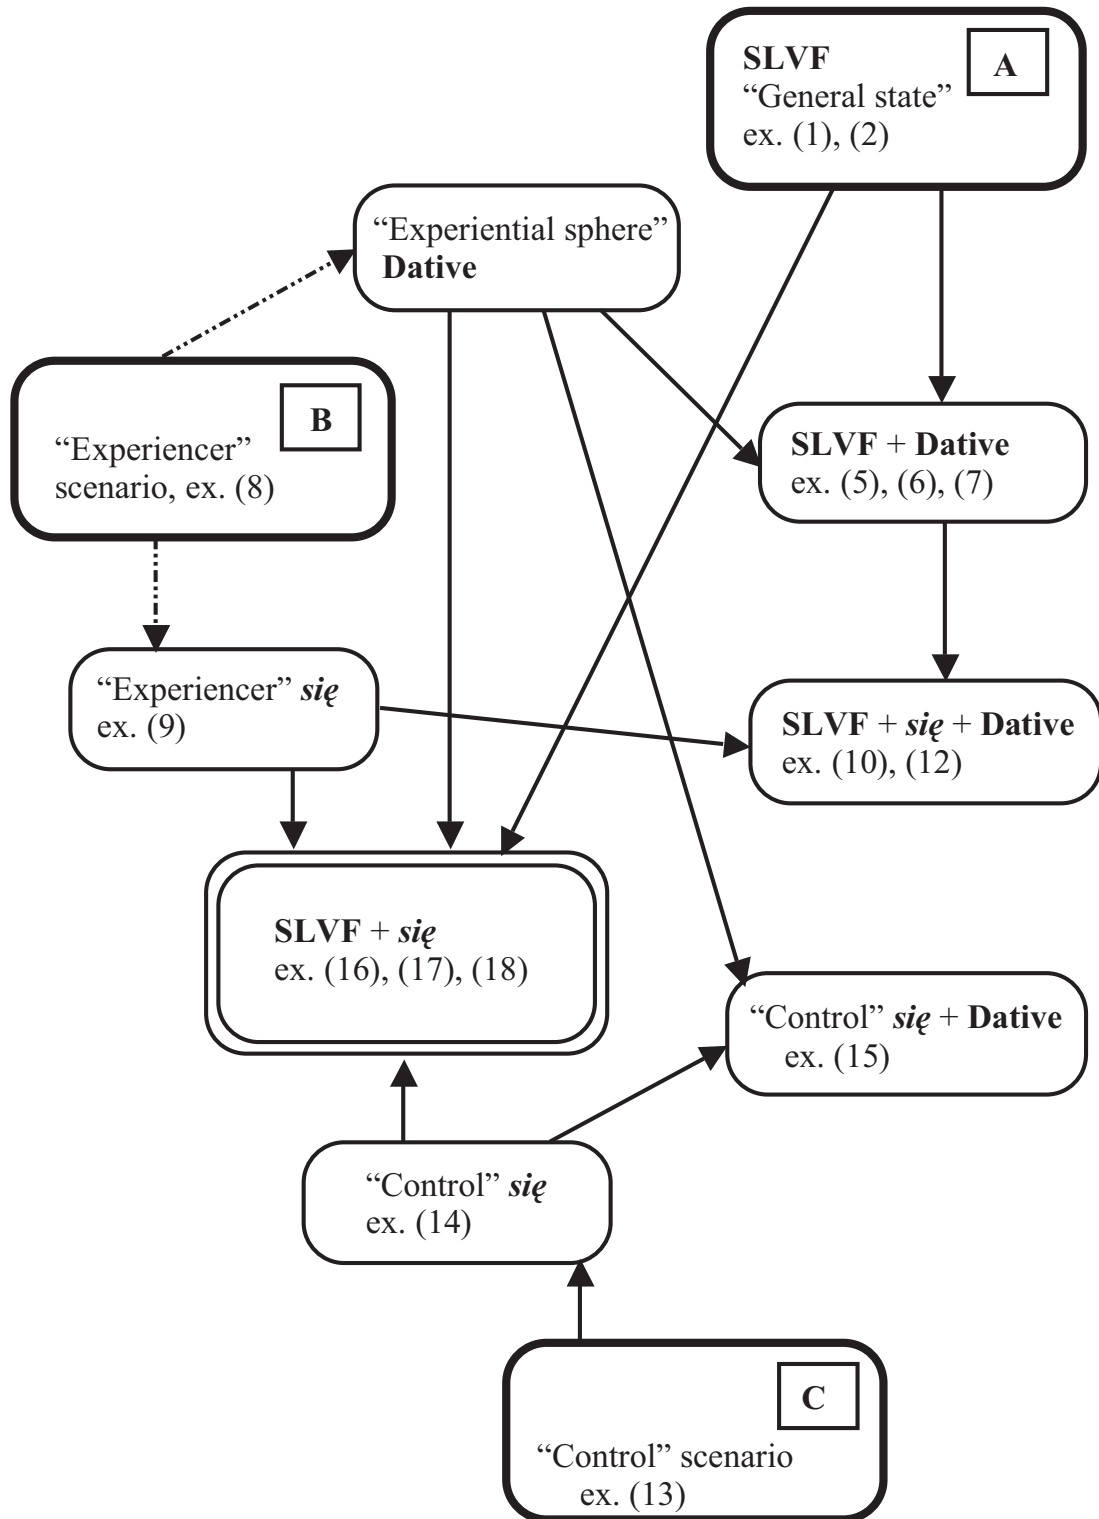 SLVF
A
“General state”
ex. (1), (2)
“Experiential sphere”
Dative
B
“Experiencer”
scenario, ex. (8)
SLVF + Dative
ex. (5), (6), (7)
“Experiencer” się
ex. (9)
SLVF + się + Dative
ex. (10), (12)
SLVF + się
ex. (16), (17), (18)
“Control” się + Dative
ex. (15)
“Control” się
ex. (14)
C
“Control” scenario
ex. (13)